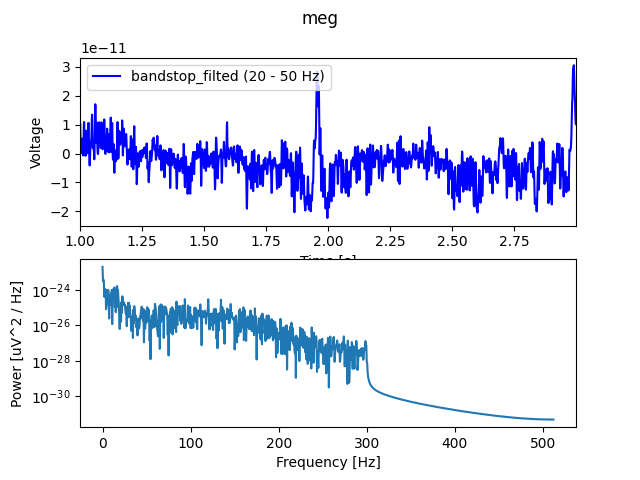 meg
1e−11
bandstop_filted (20 - 50 Hz)
Voltage
3
2
1
0
−1
−2
1.00 1.25 1.50 1.75 2.00 2.25 2.50 2.75
Time [s]
Power [uV^2 / Hz]
10−24
10−26
10−28
10−30
0 100 200 300 400 500
Frequency [Hz]